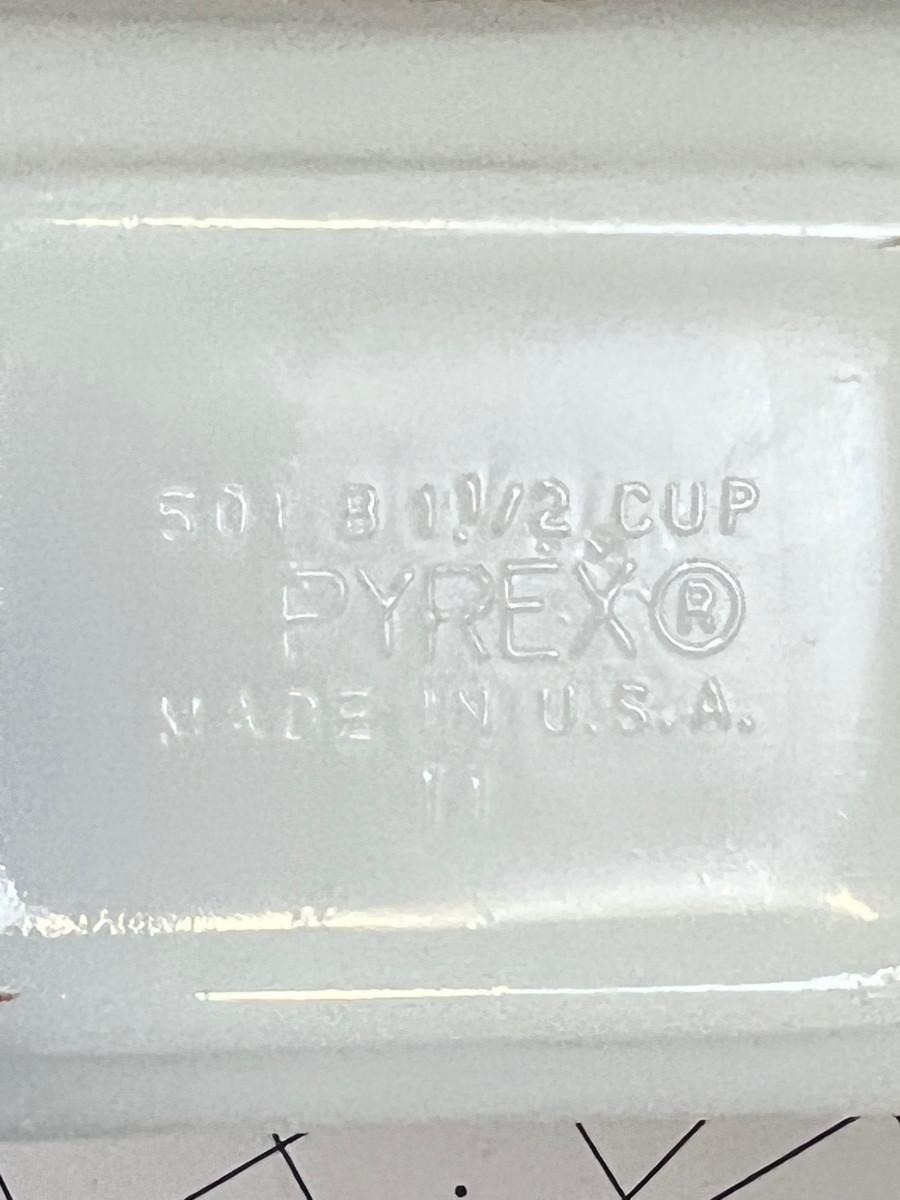 501 B 1 1/2 CUP
PYREX®
MADE IN U.S.A.
11